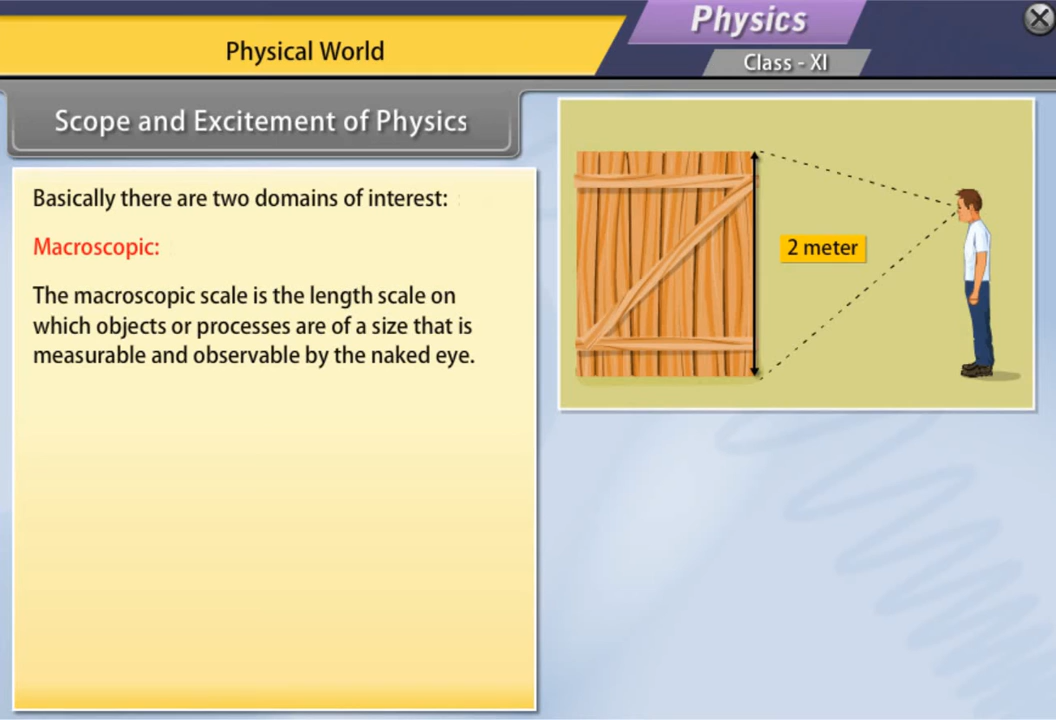 Physics
Physical World
Class - XI
Scope and Excitement of Physics
Basically there are two domains of interest:
Macroscopic:
The macroscopic scale is the length scale on
which objects or processes are of a size that is
measurable and observable by the naked eye.
2 meter